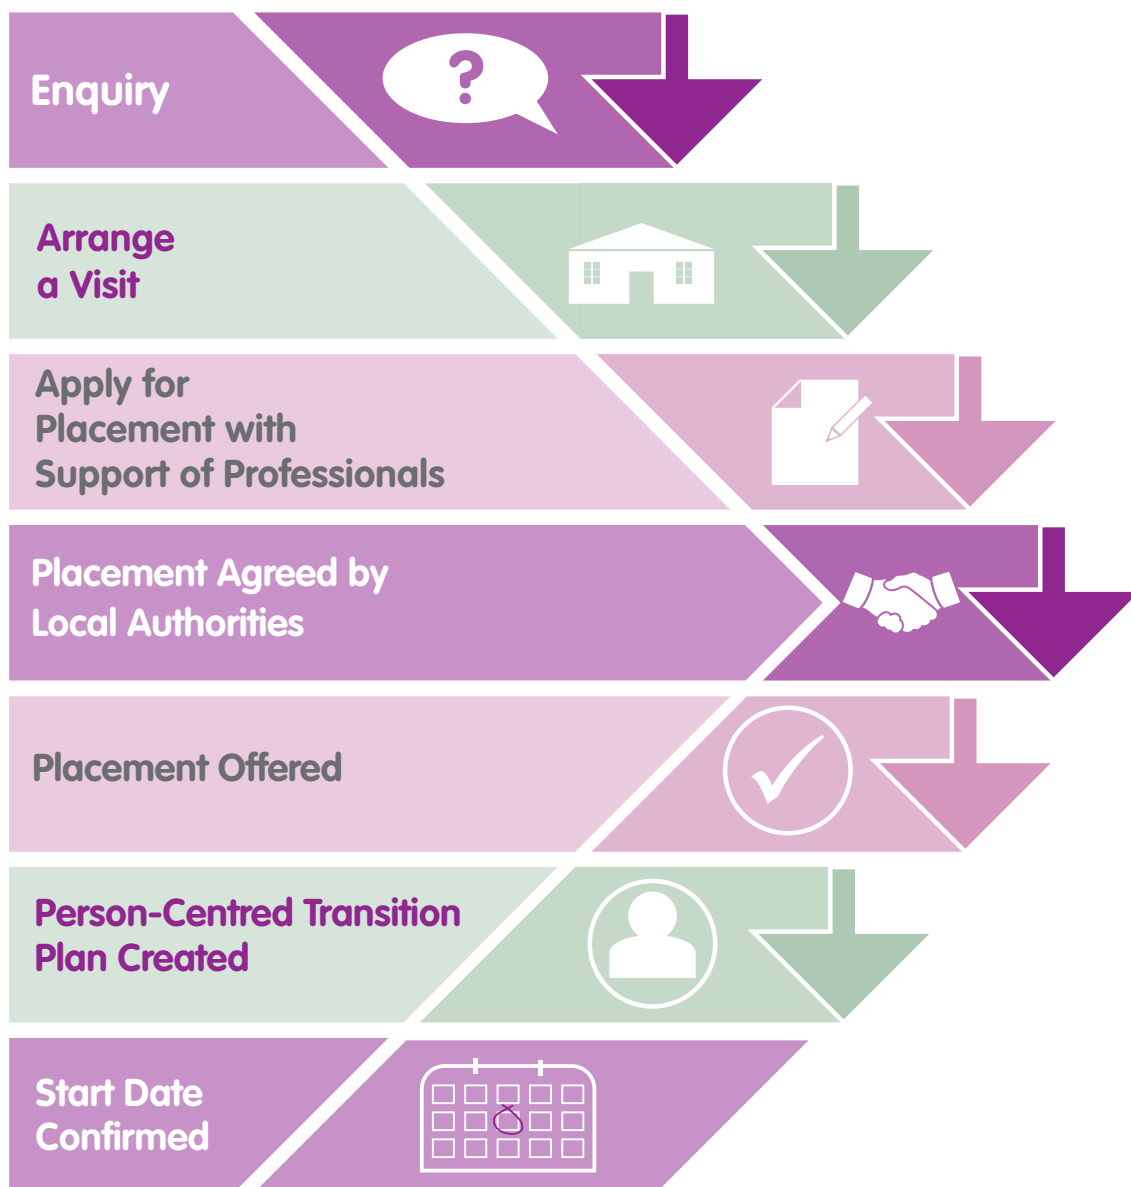 Enquiry
?
Arrange
a Visit
Apply for
Placement with
Support of Professionals
Placement Agreed by
Local Authorities
Placement Offered
Person-Centred Transition
Plan Created
Start Date
Confirmed